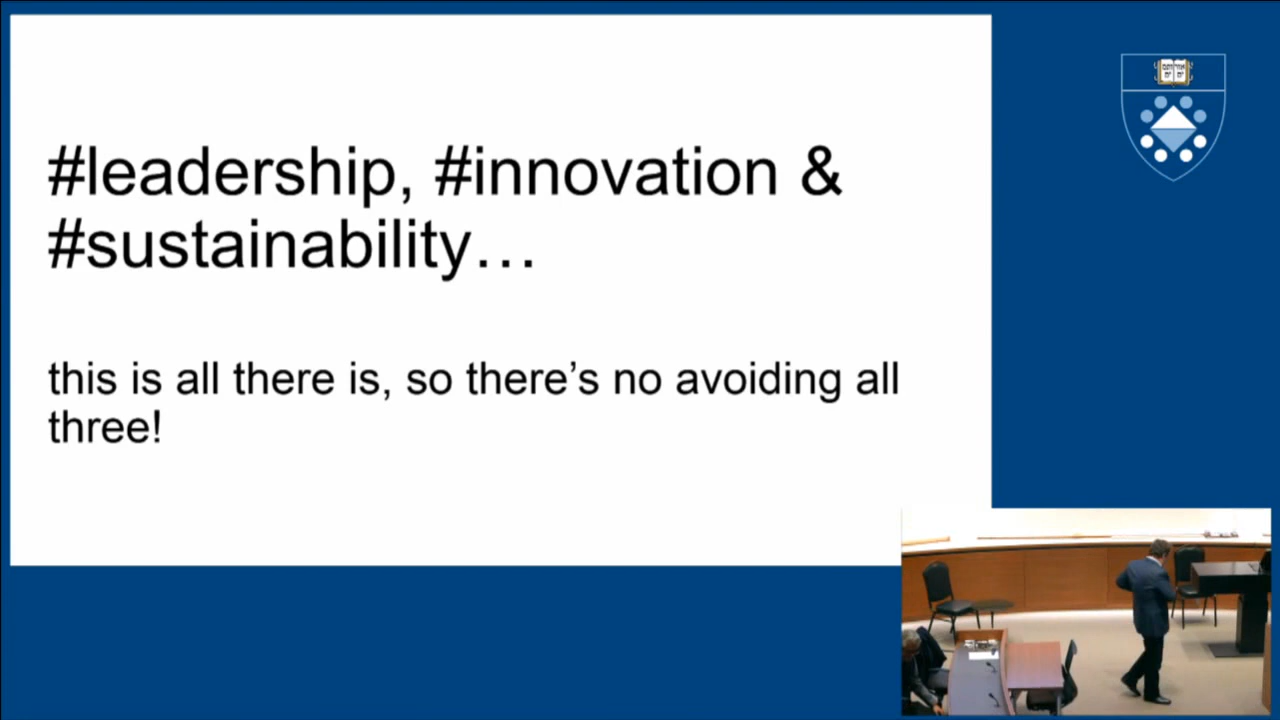 #leadership, #innovation &
#sustainability…
this is all there is, so there’s no avoiding all
three!